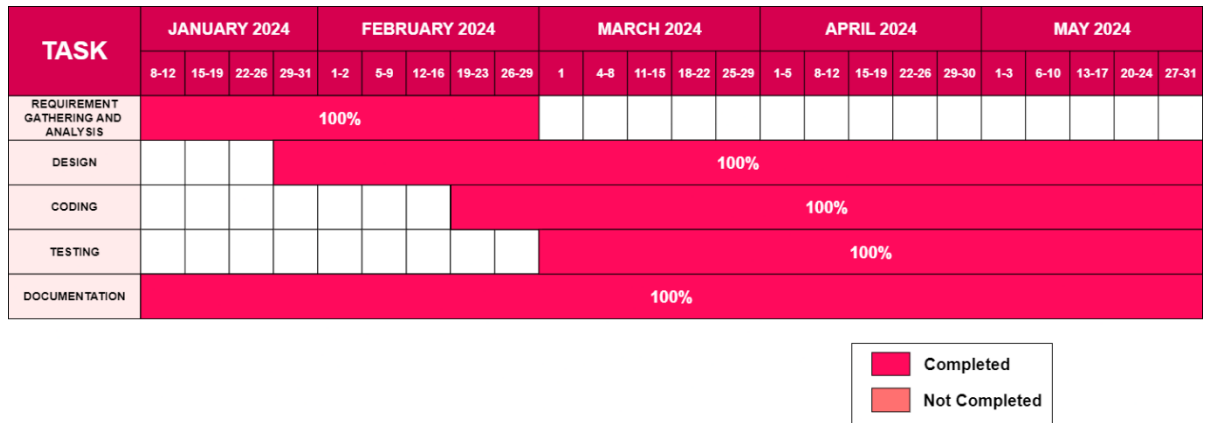 TASK
JANUARY 2024 FEBRUARY 2024 MARCH 2024 APRIL 2024 MAY 2024
8-12 15-19 22-26 29-31 1-2 5-9 12-16 19-23 26-29 1 4-8 11-15 18-22 25-29 1-5 8-12 15-19 22-26 29-30 1-3 6-10 13-17 20-24 27-31
REQUIREMENT
GATHERING AND
ANALYSIS
100%
DESIGN
100%
CODING
100%
TESTING
100%
DOCUMENTATION
100%
Completed
Not Completed